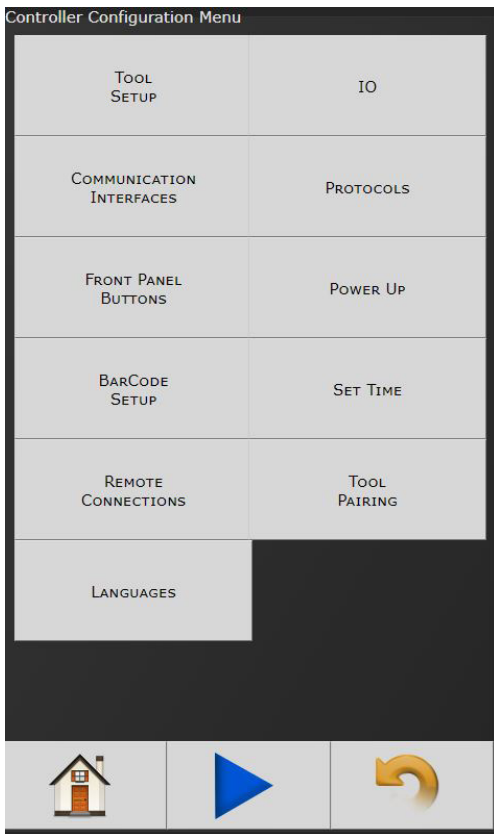 Controller Configuration Menu
Tool
Setup
IO
Communication
Interfaces
Protocols
Front Panel
Buttons
Power Up
BarCode
Setup
Set Time
Remote
Connections
Tool
Pairing
Languages